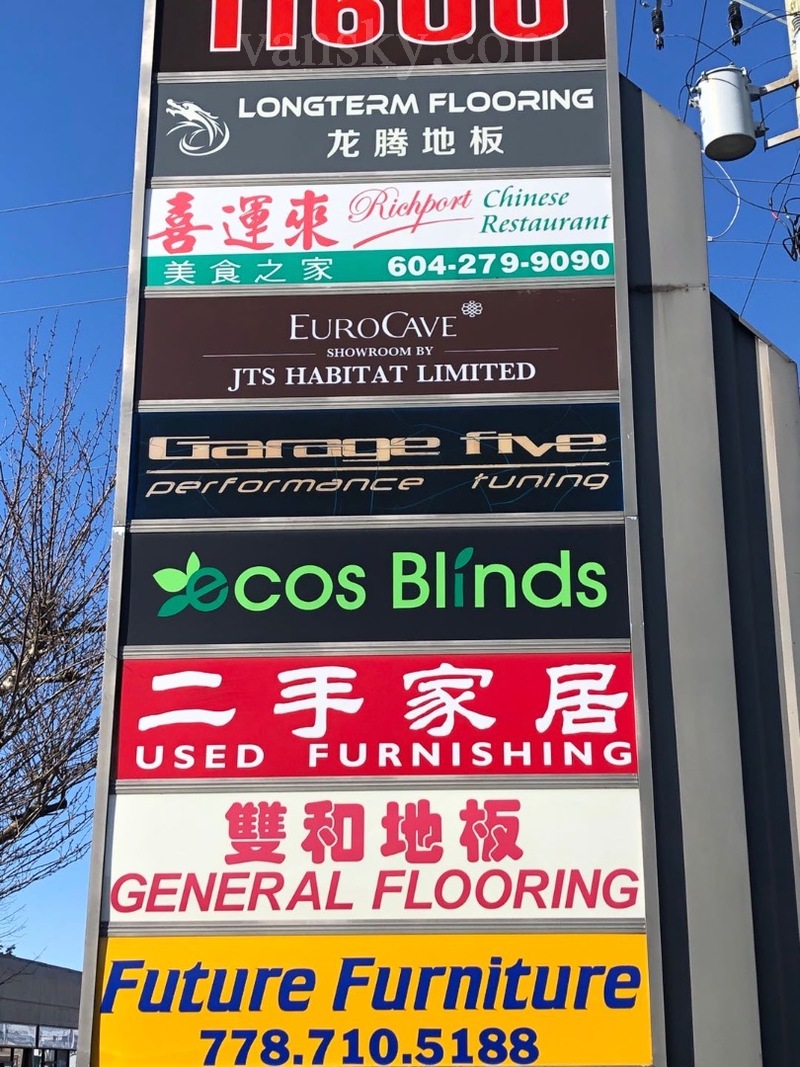 11600
vansky.com
LONGTERM FLOORING
龙腾地板
喜運來 Richport Chinese Restaurant
美食之家 604-279-9090
EUROCAVE
SHOWROOM BY
JTS HABITAT LIMITED
Garage five
performance tuning
ecos Blinds
二手家居
USED FURNISHING
雙和地板
GENERAL FLOORING
Future Furniture
778.710.5188